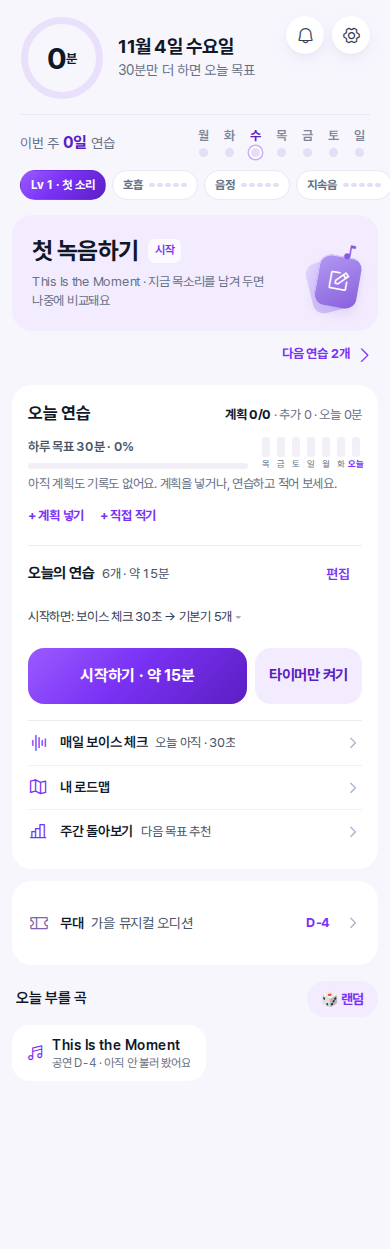 0분
11월 4일 수요일
30분만 더 하면 오늘 목표
이번 주 0일 연습
월 화 수 목 금 토 일
Lv 1 · 첫 소리
호흡
음정
지속음
첫 녹음하기
시작
This Is the Moment · 지금 목소리를 남겨 두면
나중에 비교돼요
다음 연습 2개
오늘 연습
계획 0/0 · 추가 0 · 오늘 0분
하루 목표 30분 · 0%
목 금 토 일 월 화 오늘
아직 계획도 기록도 없어요. 계획을 넣거나, 연습하고 적어 보세요.
+ 계획 넣기
+ 직접 적기
오늘의 연습 6개 · 약 15분
편집
시작하면: 보이스 체크 30초 → 기본기 5개
시작하기 · 약 15분
타이머만 켜기
매일 보이스 체크 오늘 아직 · 30초
내 로드맵
주간 돌아보기 다음 목표 추천
무대 가을 뮤지컬 오디션
D-4
오늘 부를 곡
🎲 랜덤
This Is the Moment
공연 D-4 · 아직 안 불러 봤어요